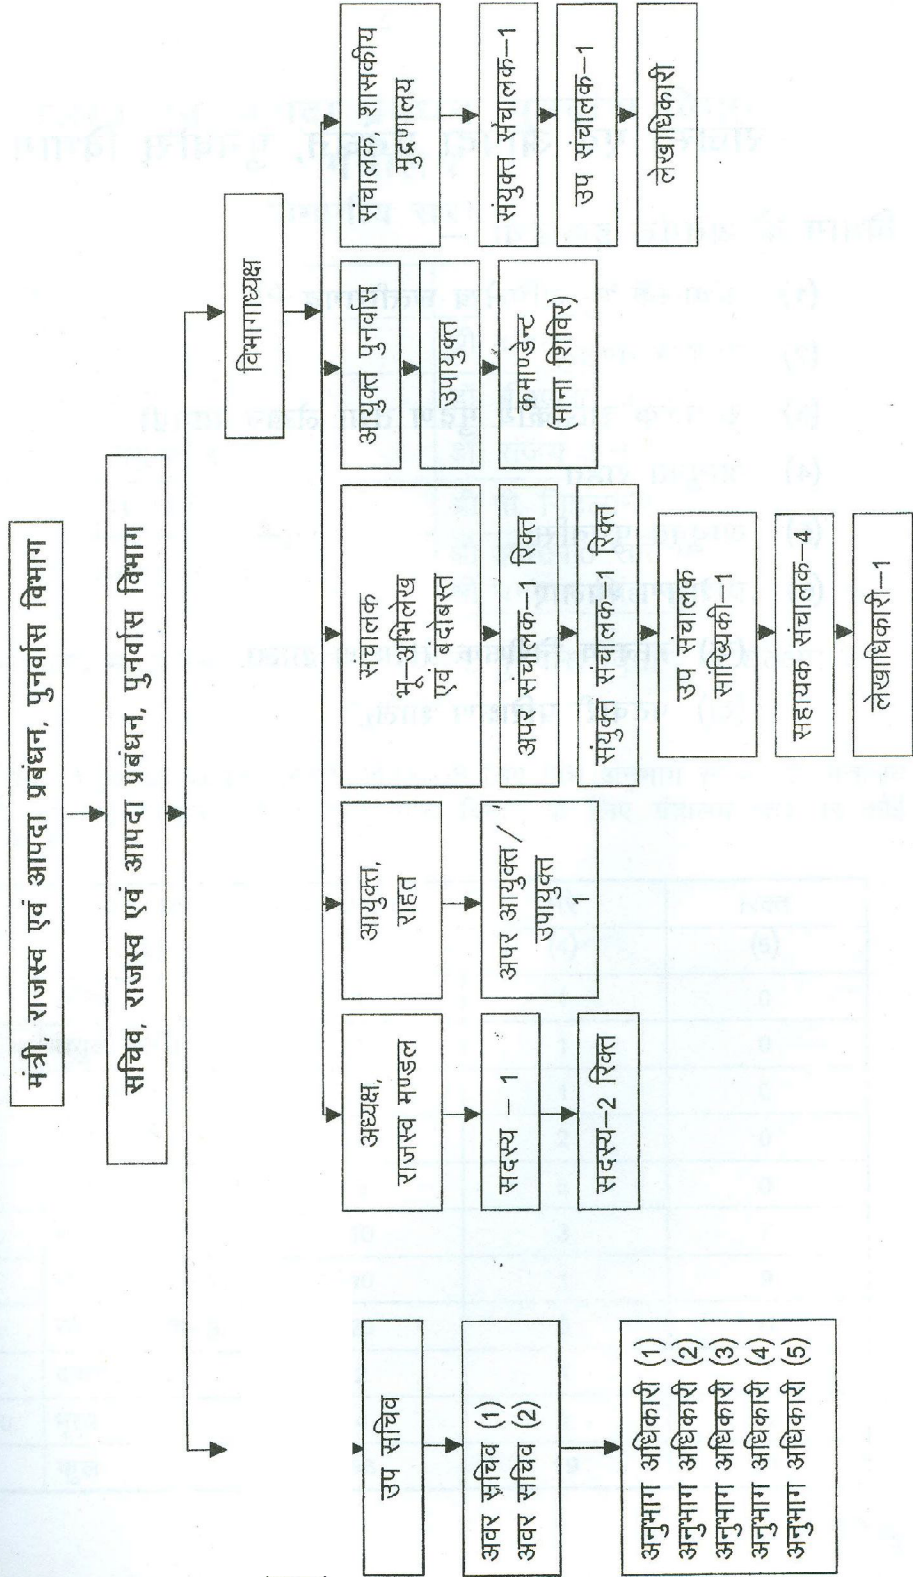 मंत्री, राजस्व एवं आपदा प्रबंधन, पुनर्वास विभाग
सचिव, राजस्व एवं आपदा प्रबंधन, पुनर्वास विभाग
विभागाध्यक्ष
उप सचिव
अवर सचिव (1)
अवर सचिव (2)
अनुभाग अधिकारी (1)
अनुभाग अधिकारी (2)
अनुभाग अधिकारी (3)
अनुभाग अधिकारी (4)
अनुभाग अधिकारी (5)
अध्यक्ष,
राजस्व मण्डल
सदस्य – 1
सदस्य–2 रिक्त
आयुक्त,
राहत
अपर आयुक्त/
उपायुक्त
1
संचालक
भू–अभिलेख
एवं बंदोबस्त
अपर संचालक–1 रिक्त
संयुक्त संचालक–1 रिक्त
उप संचालक
सांख्यिकी 1
सहायक संचालक–4
लेखाधिकारी–1
आयुक्त पुनर्वास
उपायुक्त
कमाण्डेन्ट
(माना शिविर)
संचालक, शासकीय
मुद्रणालय
संयुक्त संचालक–1
उप संचालक–1
लेखाधिकारी